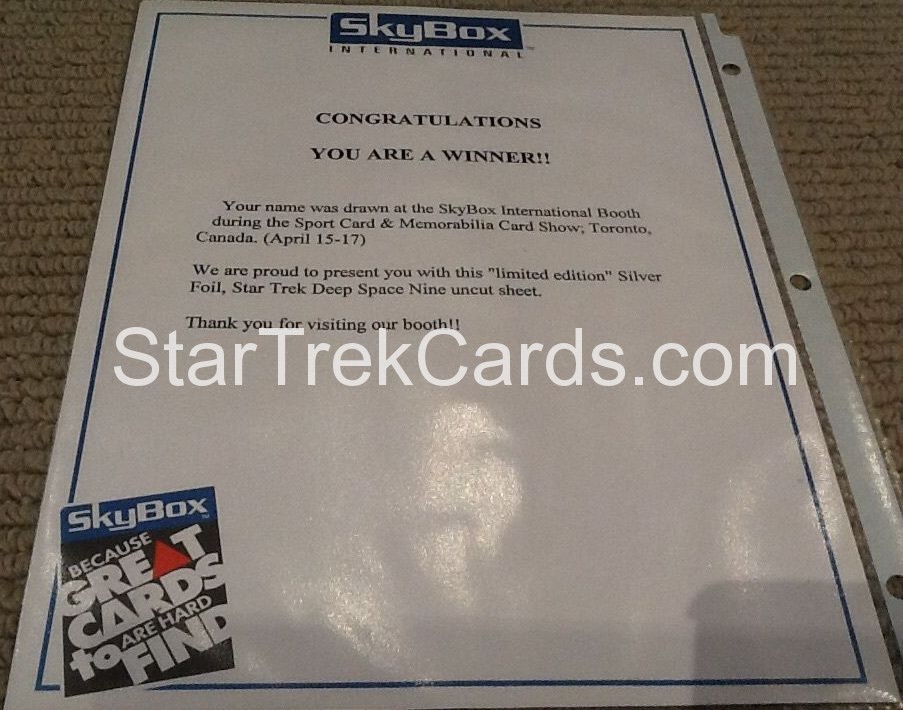 SkyBox
INTERNATIONAL™
CONGRATULATIONS
YOU ARE A WINNER!!
Your name was drawn at the SkyBox International Booth
during the Sport Card & Memorabilia Card Show, Toronto,
Canada. (April 15-17)
We are proud to present you with this "limited edition" Silver
Foil, Star Trek Deep Space Nine uncut sheet.
Thank you for visiting our booth!!
StarTrekCards.com
SkyBox™
BECAUSE
GREAT
CARDS
ARE HARD
to FIND